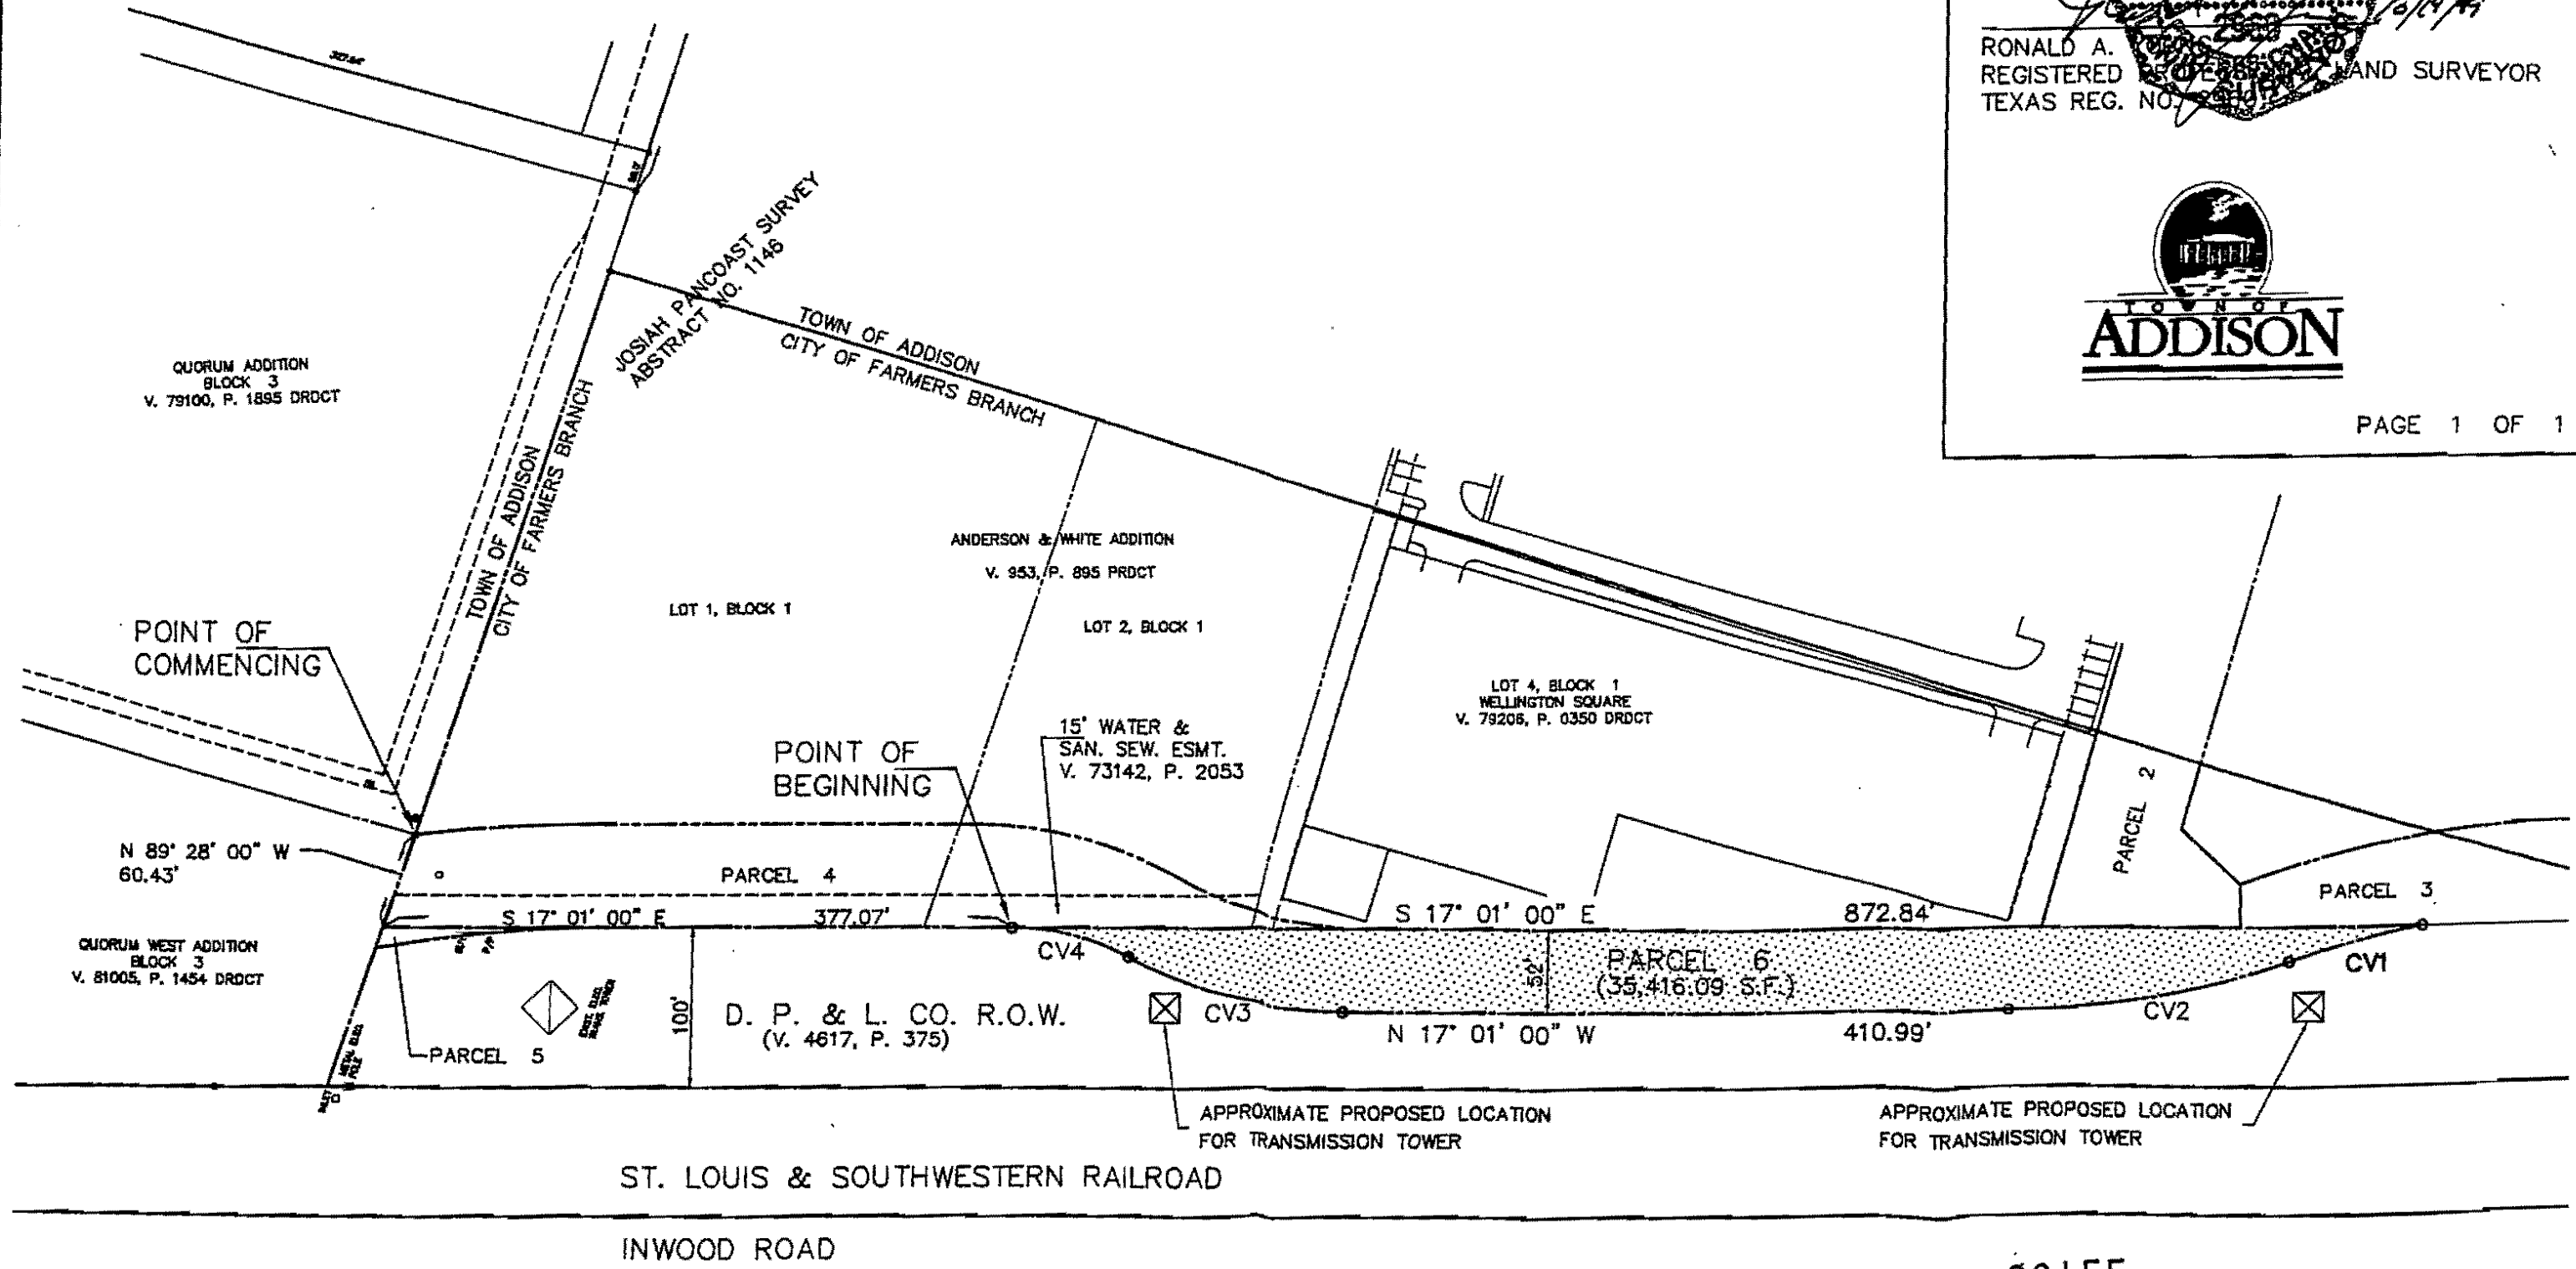 RONALD A.
REGISTERED LAND SURVEYOR
TEXAS REG. NO.
TOWN OF
ADDISON
PAGE 1 OF 1
JOSIAH PANCOAST SURVEY
ABSTRACT NO. 1146
TOWN OF ADDISON
CITY OF FARMERS BRANCH
QUORUM ADDITION
BLOCK 3
V. 79100, P. 1895 DRDCT
TOWN OF ADDISON
CITY OF FARMERS BRANCH
ANDERSON & WHITE ADDITION
V. 953, P. 895 PRDCT
LOT 1, BLOCK 1
LOT 2, BLOCK 1
POINT OF
COMMENCING
LOT 4, BLOCK 1
WELLINGTON SQUARE
V. 79206, P. 0350 DRDCT
15' WATER &
SAN. SEW. ESMT.
V. 73142, P. 2053
POINT OF
BEGINNING
PARCEL 2
N 89° 28' 00" W
60.43'
PARCEL 4
PARCEL 3
S 17° 01' 00" E 377.07'
S 17° 01' 00" E 872.84'
QUORUM WEST ADDITION
BLOCK 3
V. 81005, P. 1454 DRDCT
CV4
PARCEL 6
(35,416.09 S.F.)
52'
CV1
100'
D. P. & L. CO. R.O.W.
(V. 4617, P. 375)
CV3
CV2
N 17° 01' 00" W 410.99'
PARCEL 5
APPROXIMATE PROPOSED LOCATION
FOR TRANSMISSION TOWER
APPROXIMATE PROPOSED LOCATION
FOR TRANSMISSION TOWER
ST. LOUIS & SOUTHWESTERN RAILROAD
INWOOD ROAD